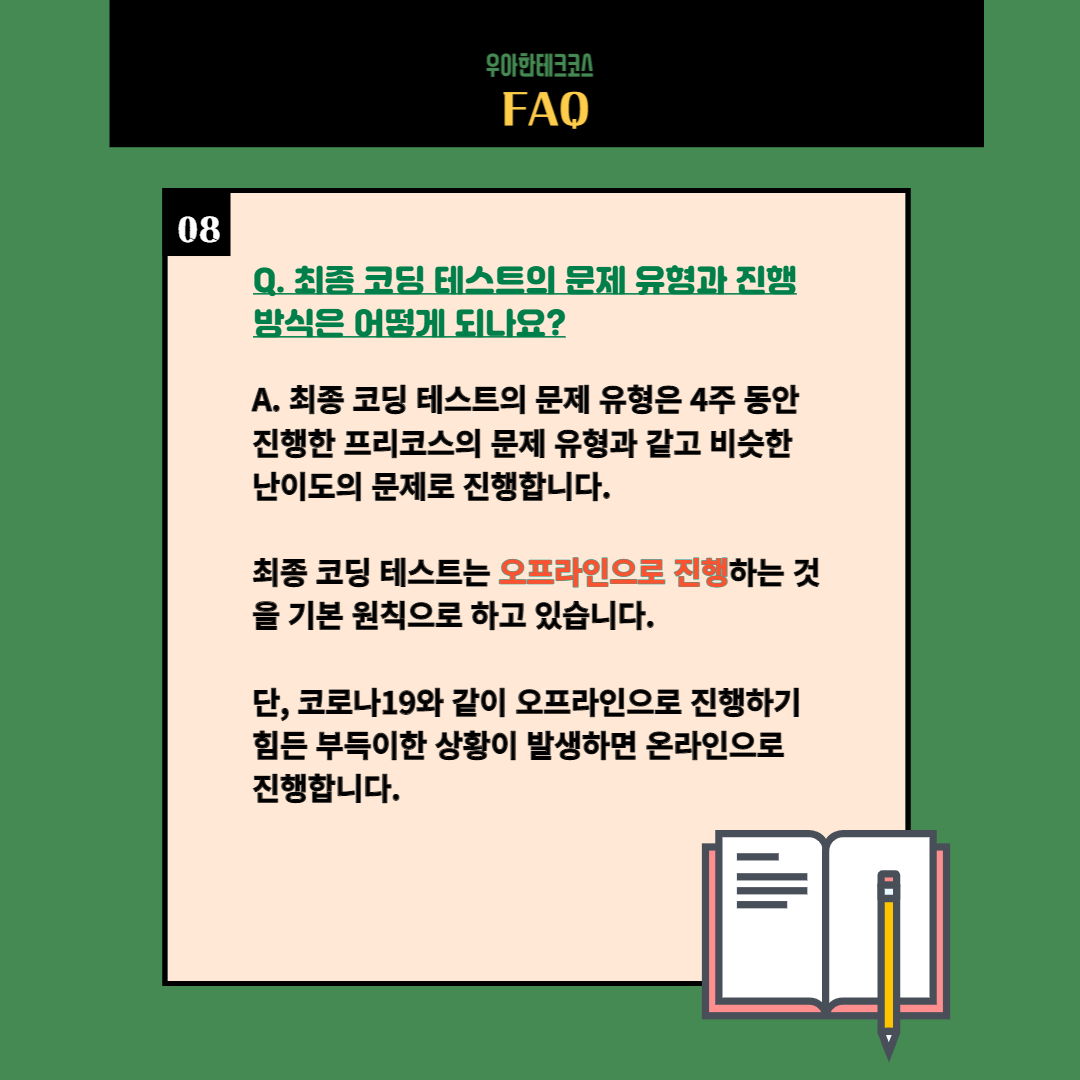 우아한테크코스
FAQ
08
Q. 최종 코딩 테스트의 문제 유형과 진행
방식은 어떻게 되나요?
A. 최종 코딩 테스트의 문제 유형은 4주 동안
진행한 프리코스의 문제 유형과 같고 비슷한
난이도의 문제로 진행합니다.
최종 코딩 테스트는 오프라인으로 진행하는 것
을 기본 원칙으로 하고 있습니다.
단, 코로나19와 같이 오프라인으로 진행하기
힘든 부득이한 상황이 발생하면 온라인으로
진행합니다.